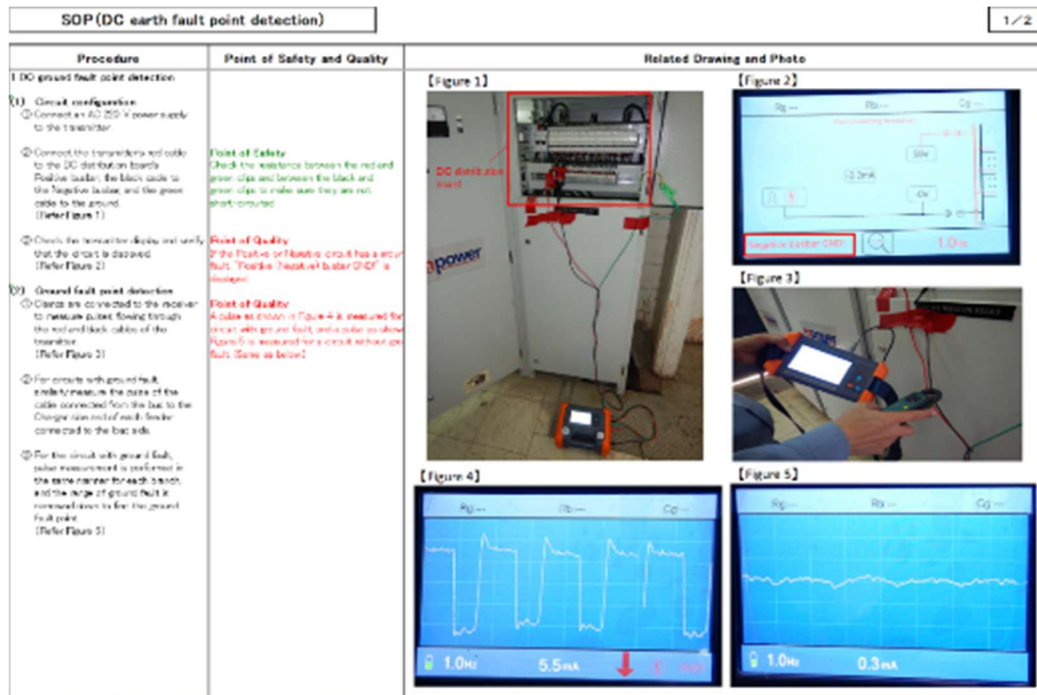 SOP(DC earth fault point detection)
1/2
Procedure
Point of Safety and Quality
Related Drawing and Photo
1 DC ground fault point detection
(1) Circuit configuration
① Connect an AC 220 V power supply
to the transmitter
② Connect the transmitter's red cable
to the DC distribution board's
Positive busbar, the black cable to
the Negative busbar, and the green
cable to the ground.
(Refer Figure 1)
③ Check the transmitter display and verify
that the circuit is displayed.
(Refer Figure 2)
(2) Ground fault point detection
① Clamps are connected to the receiver
to measure pulses flowing through
the red and black cables of the
transmitter.
(Refer Figure 3)
② For circuits with ground fault,
similarly measure the pulse of the
cable connected from the bus to the
Charger side and of each feeder
connected to the load side.
③ For the circuit with ground fault,
pulse measurement is performed in
the same manner for each branch,
and the range of ground fault is
narrowed down to find the ground
fault point.
(Refer Figure 5)
Point of Safety
Check the resistance between the red and
green clips and between the black and
green clips to make sure they are not
short-circuited
Point of Quality
If the Positive or Negative circuit has a
fault, "Positive (Negative) busbar GND" is
displayed
Point of Quality
A pulse as shown in Figure 4 is measured for
circuit with ground fault, and a pulse as
Figure 5 is measured for a circuit without
fault (Same as below)
【Figure 1】
DC distribution
board
power
【Figure 2】
Rg:---
Rb:---
Cg:---
-0.2mA
Negative busbar GND!
1.0Hz
【Figure 3】
【Figure 4】
Rg:---
Rb:---
Cg:---
1.0Hz
5.5mA
【Figure 5】
Rg:---
Rb:---
Cg:---
1.0Hz
0.3mA